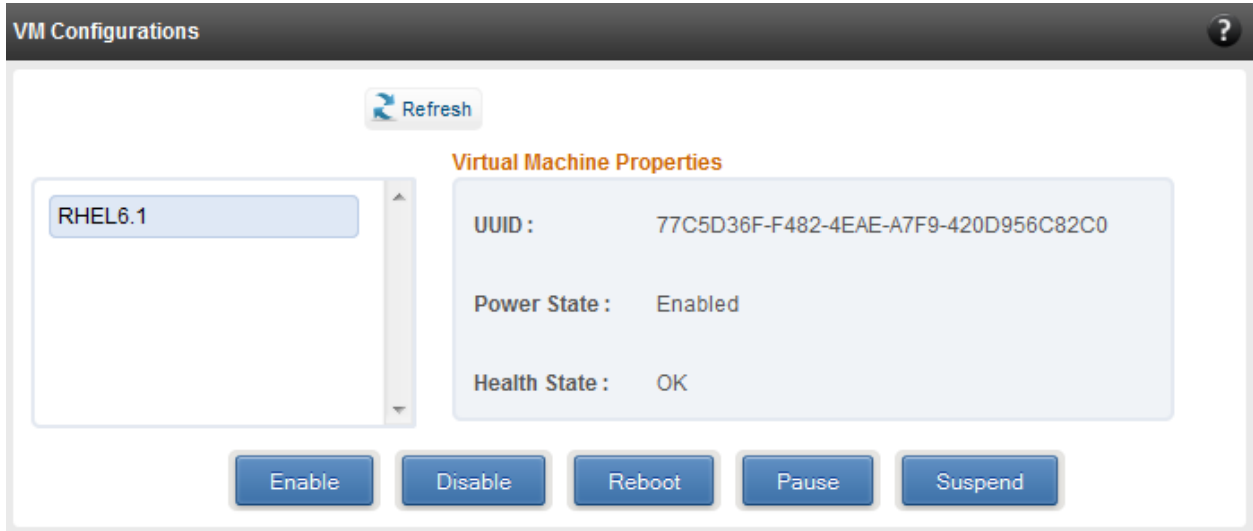 VM Configurations ?
Refresh
Virtual Machine Properties
RHEL6.1
UUID : 77C5D36F-F482-4EAE-A7F9-420D956C82C0
Power State : Enabled
Health State : OK
Enable Disable Reboot Pause Suspend